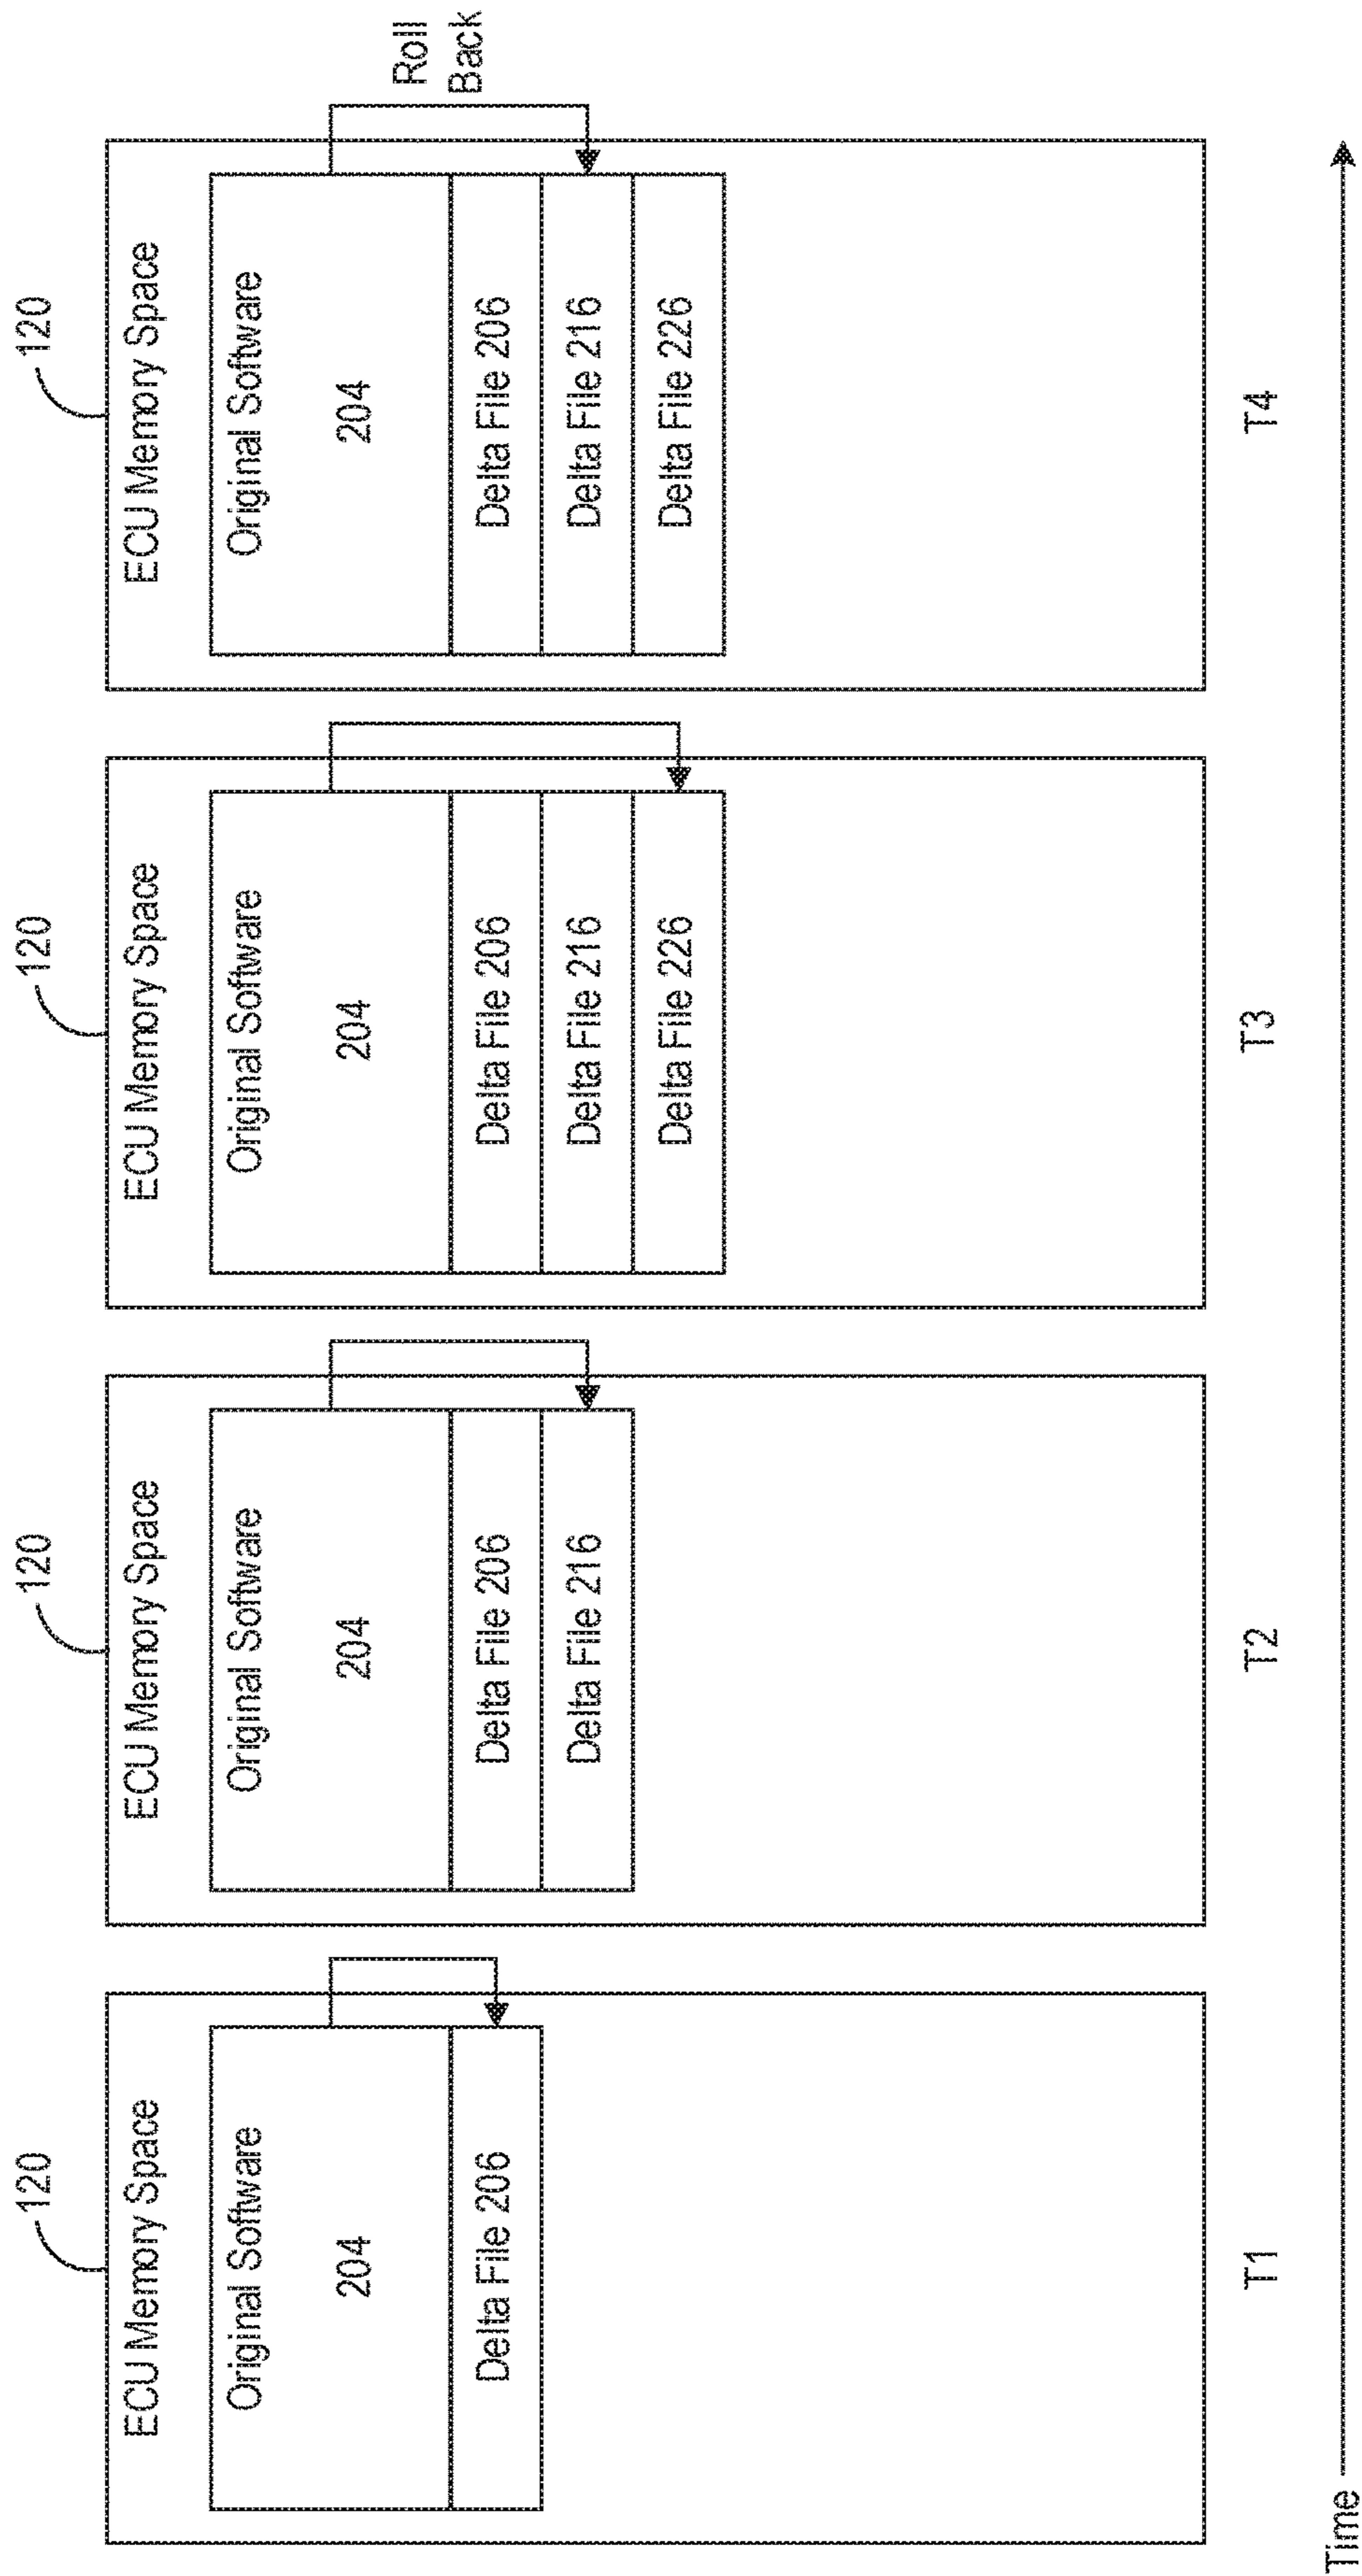 120
ECU Memory Space
Original Software
204
Delta File 206
T1
120
ECU Memory Space
Original Software
204
Delta File 206
Delta File 216
T2
120
ECU Memory Space
Original Software
204
Delta File 206
Delta File 216
Delta File 226
T3
120
ECU Memory Space
Original Software
204
Delta File 206
Delta File 216
Delta File 226
T4
Roll
Back
Time